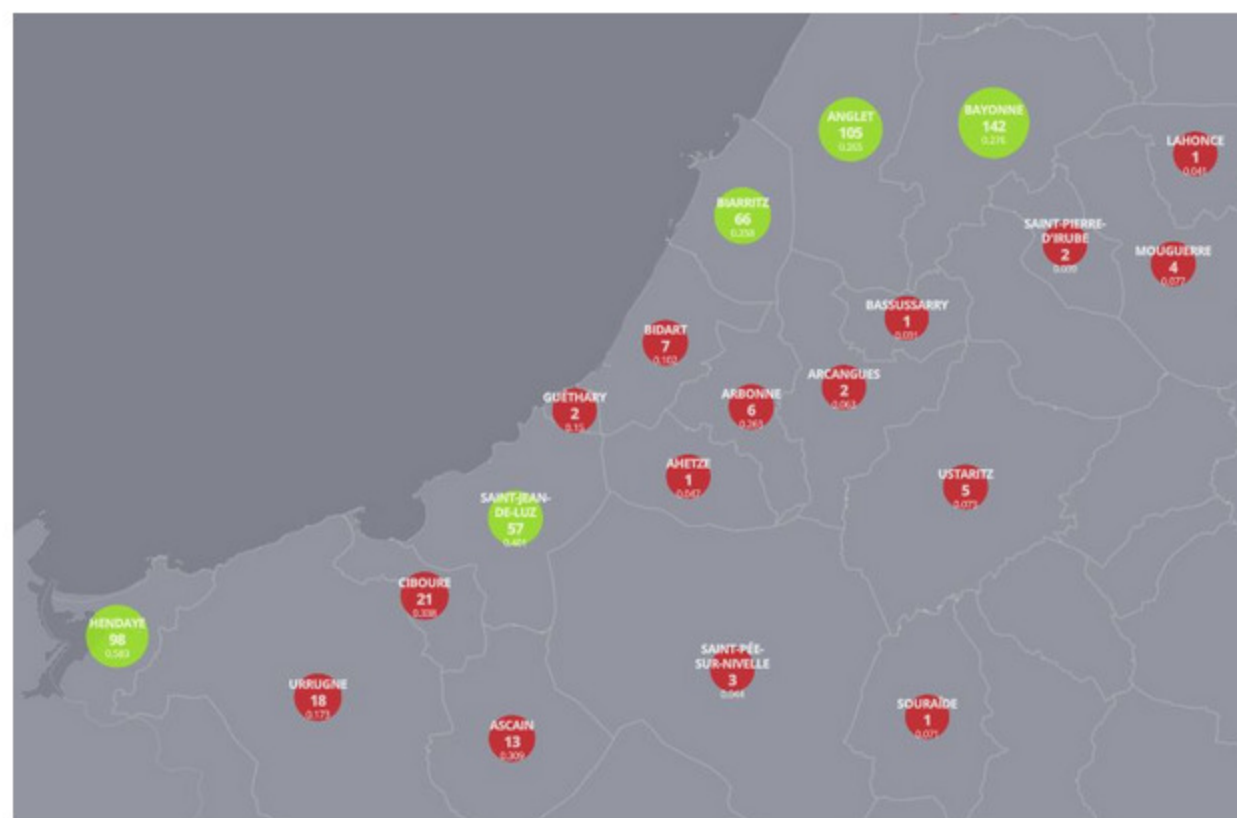 ANGLET
105
0.265
BAYONNE
142
0.276
LAHONCE
1
0.041
BIARRITZ
66
0.258
SAINT-PIERRE-
D'IRUBE
2
MOUGUERRE
4
0.077
BASSUSSARRY
1
BIDART
7
0.102
ARCANGUES
2
0.063
GUÉTHARY
2
0.15
ARBONNE
6
0.263
AHETZE
1
0.047
USTARITZ
5
0.073
SAINT-JEAN-
DE-LUZ
57
0.401
CIBOURE
21
0.338
HENDAYE
98
0.583
SAINT-PÉE-
SUR-NIVELLE
3
URRUGNE
18
0.173
SOURAÏDE
1
0.071
ASCAIN
13
0.309